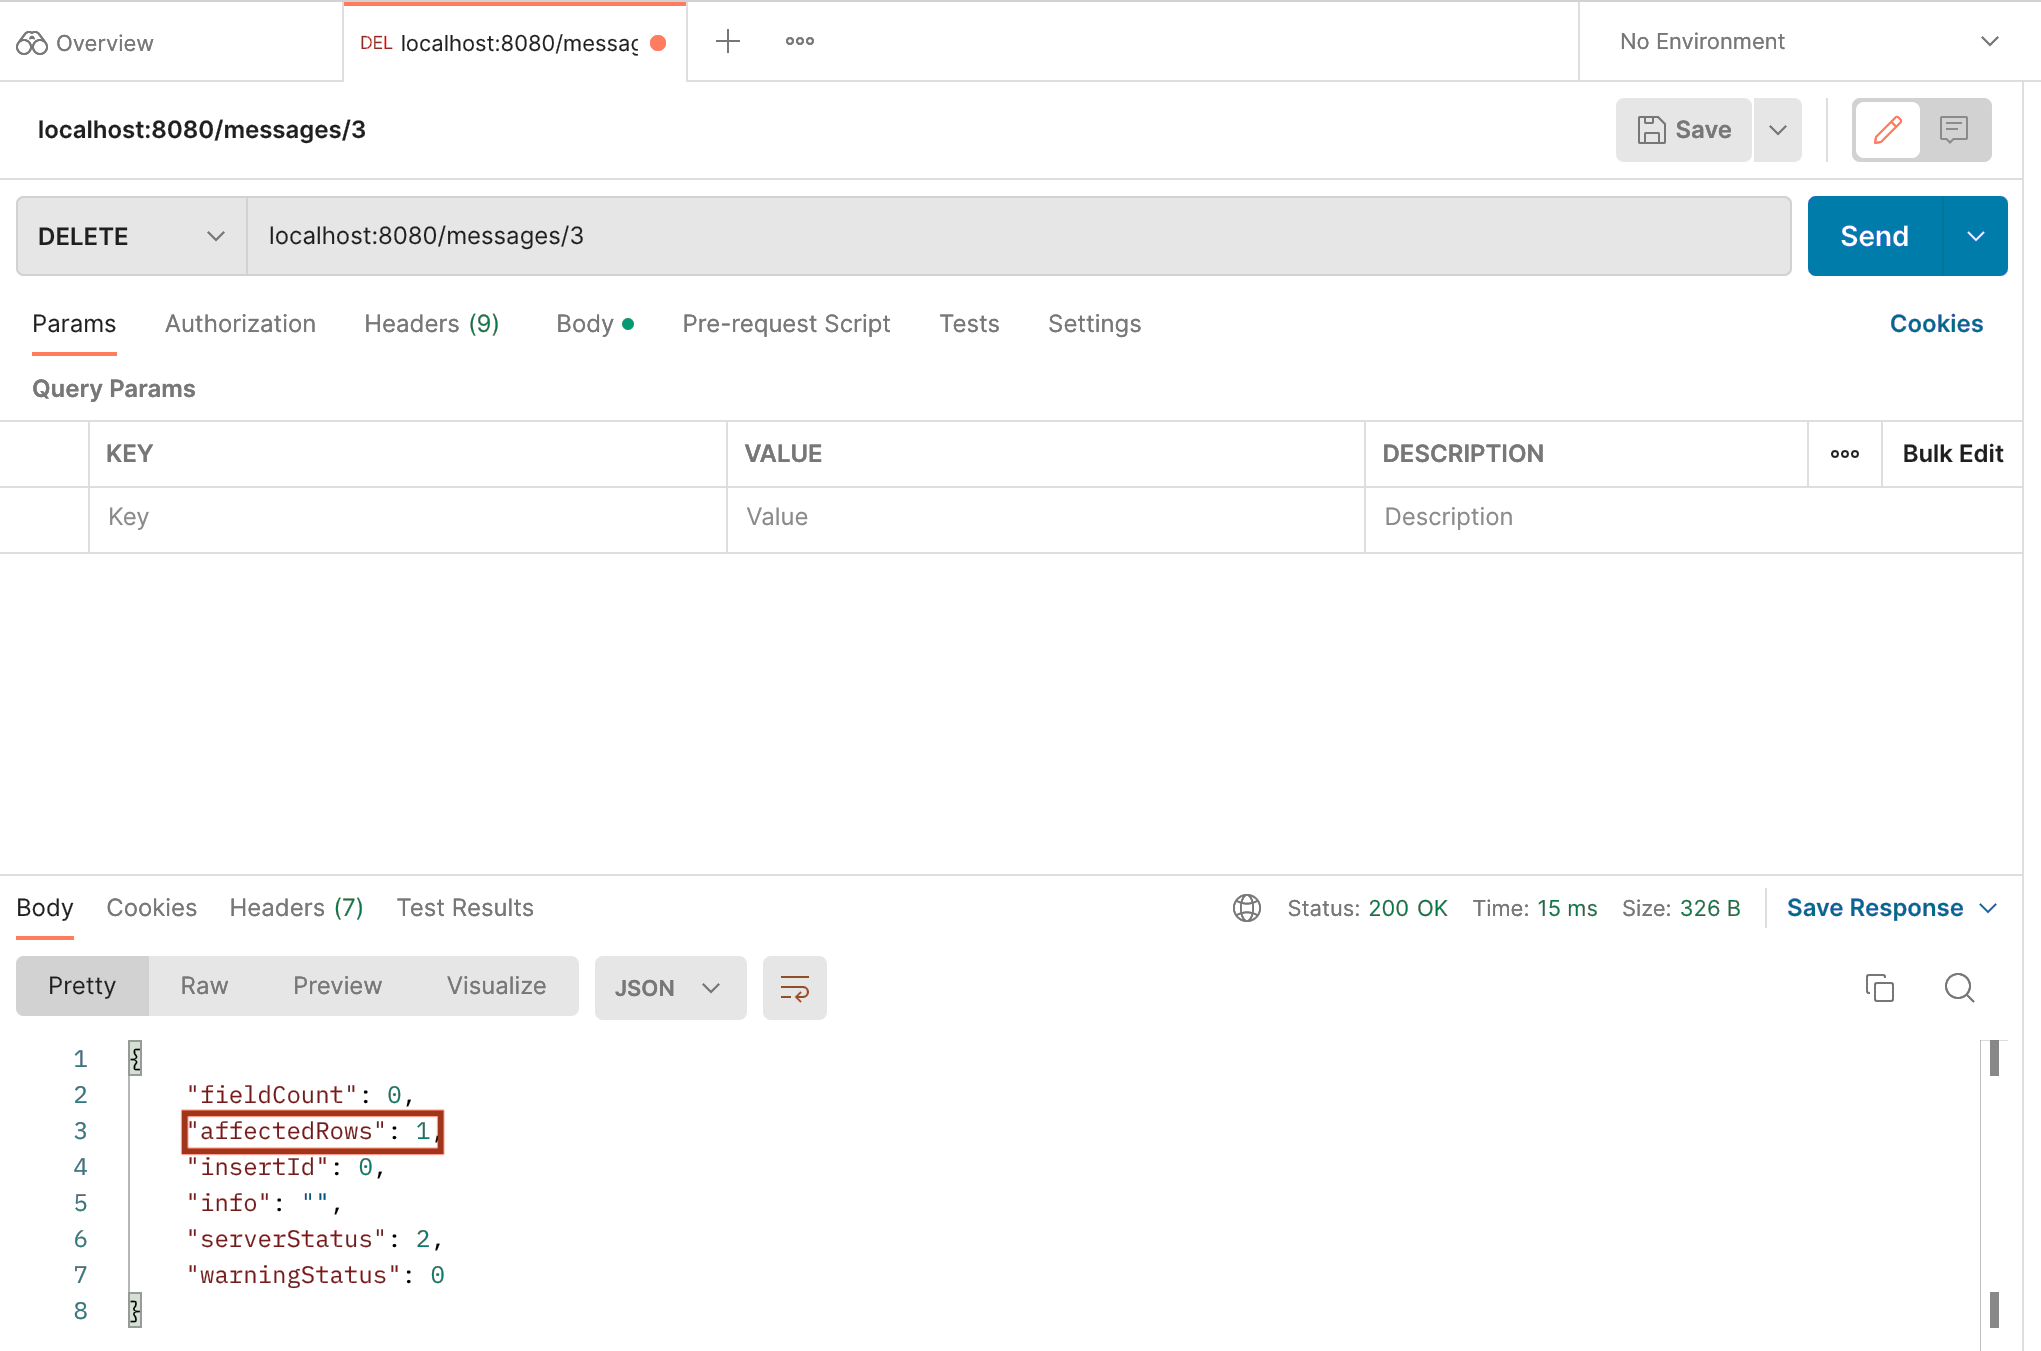 Overview
DEL localhost:8080/messag
No Environment
localhost:8080/messages/3
Save
DELETE
localhost:8080/messages/3
Send
Params Authorization Headers (9) Body Pre-request Script Tests Settings Cookies
Query Params
KEY VALUE DESCRIPTION Bulk Edit
Key Value Description
Body Cookies Headers (7) Test Results Status: 200 OK Time: 15 ms Size: 326 B Save Response
Pretty Raw Preview Visualize JSON
1 {
2 "fieldCount": 0,
3 "affectedRows": 1,
4 "insertId": 0,
5 "info": "",
6 "serverStatus": 2,
7 "warningStatus": 0
8 }